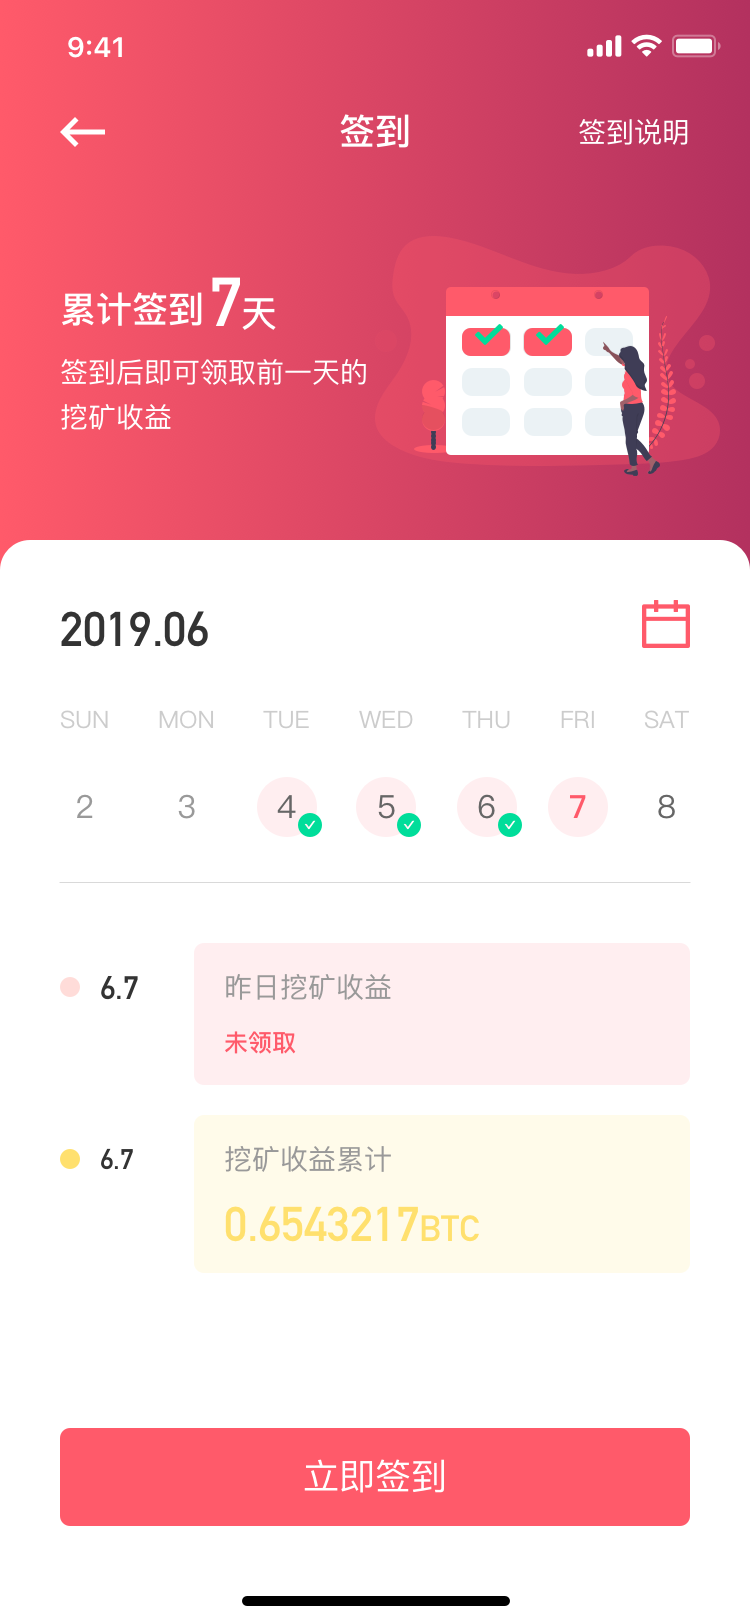 9:41
签到
签到说明
累计签到7天
签到后即可领取前一天的
挖矿收益
2019.06
SUN MON TUE WED THU FRI SAT
2 3 4 5 6 7 8
6.7
昨日挖矿收益
未领取
6.7
挖矿收益累计
0.6543217BTC
立即签到